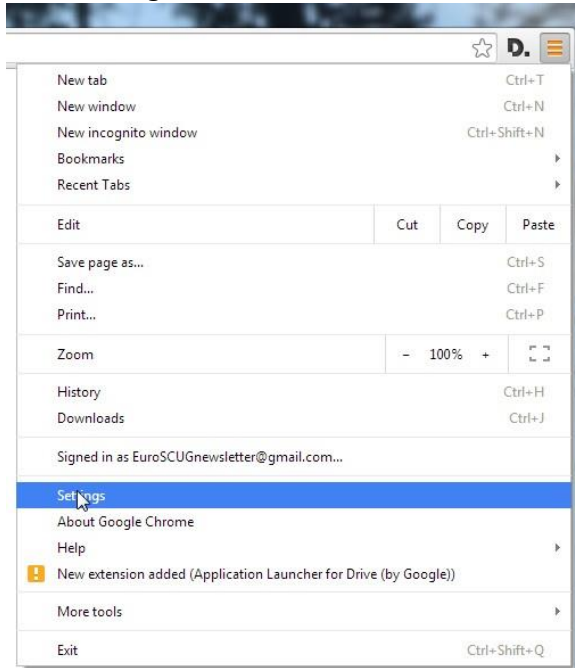 D.
New tab Ctrl+T
New window Ctrl+N
New incognito window Ctrl+Shift+N
Bookmarks
Recent Tabs
Edit Cut Copy Paste
Save page as... Ctrl+S
Find... Ctrl+F
Print... Ctrl+P
Zoom - 100% +
History Ctrl+H
Downloads Ctrl+J
Signed in as EuroSCUGnewsletter@gmail.com...
Settings
About Google Chrome
Help
New extension added (Application Launcher for Drive (by Google))
More tools
Exit Ctrl+Shift+Q